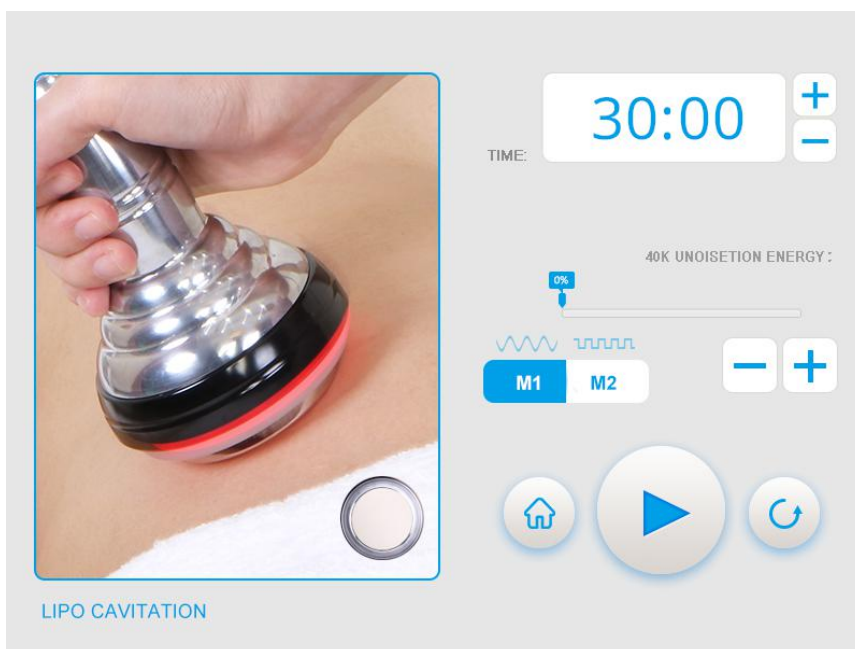 30:00
TIME:
40K UNOISETION ENERGY:
0%
M1 M2
LIPO CAVITATION